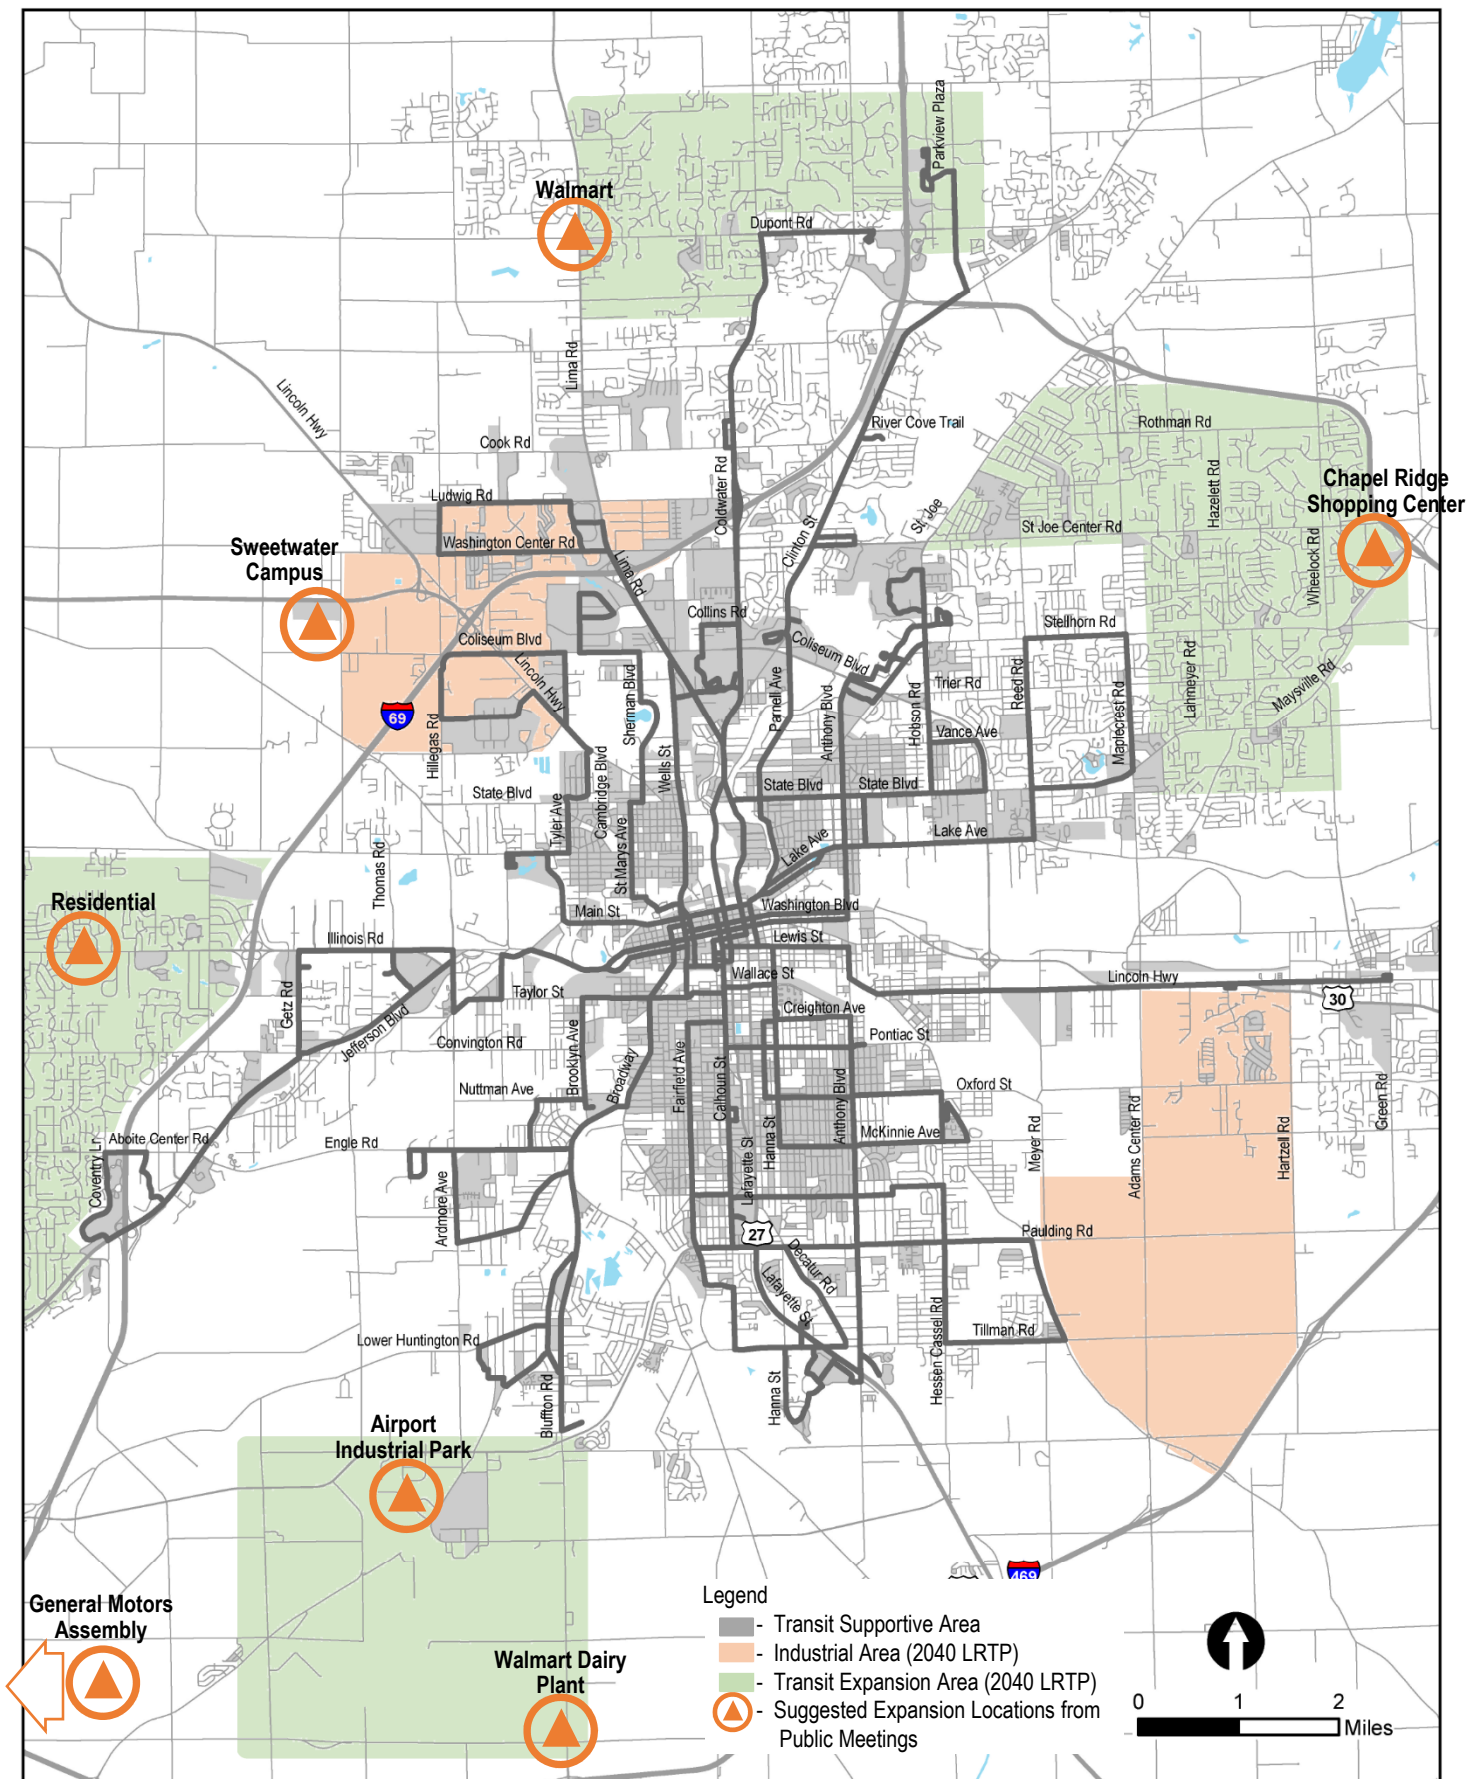 Parkview Plaza
Walmart
Dupont Rd
Lima Rd
Lincoln Hwy
River Cove Trail
Rothman Rd
Cook Rd
Coldwater Rd
Hazelett Rd
Chapel Ridge
Shopping Center
Ludwig Rd
St. Joe
St Joe Center Rd
Clinton St
Washington Center Rd
Sweetwater
Campus
Lima Rd
Wheelock Rd
Collins Rd
Stellhorn Rd
Coliseum Blvd
Coliseum Blvd
Lincoln Hwy
Sherman Blvd
Parnell Ave
Anthony Blvd
Trier Rd
Hobson Rd
Reed Rd
Maplecrest Rd
Lahmeyer Rd
Maysville Rd
69
Hillegas Rd
Vance Ave
Wells St
State Blvd
State Blvd
State Blvd
Cambridge Blvd
Tyler Ave
St Marys Ave
Lake Ave
Lake Ave
Thomas Rd
Residential
Main St
Washington Blvd
Illinois Rd
Lewis St
Wallace St
Lincoln Hwy
30
Taylor St
Getz Rd
Jefferson Blvd
Creighton Ave
Pontiac St
Convington Rd
Brooklyn Ave
Broadway
Fairfield Ave
Calhoun St
Nuttman Ave
Oxford St
Anthony Blvd
Hanna St
McKinnie Ave
Meyer Rd
Adams Center Rd
Hartzell Rd
Green Rd
Aboite Center Rd
Engle Rd
Coventry Ln
Ardmore Ave
Lafayette St
27
Paulding Rd
Decatur Rd
Lafayette St
Lower Huntington Rd
Tillman Rd
Hessen Cassel Rd
Bluffton Rd
Hanna St
Airport
Industrial Park
469
General Motors
Assembly
Walmart Dairy
Plant
Legend
- Transit Supportive Area
- Industrial Area (2040 LRTP)
- Transit Expansion Area (2040 LRTP)
- Suggested Expansion Locations from
Public Meetings
0 1 2
Miles